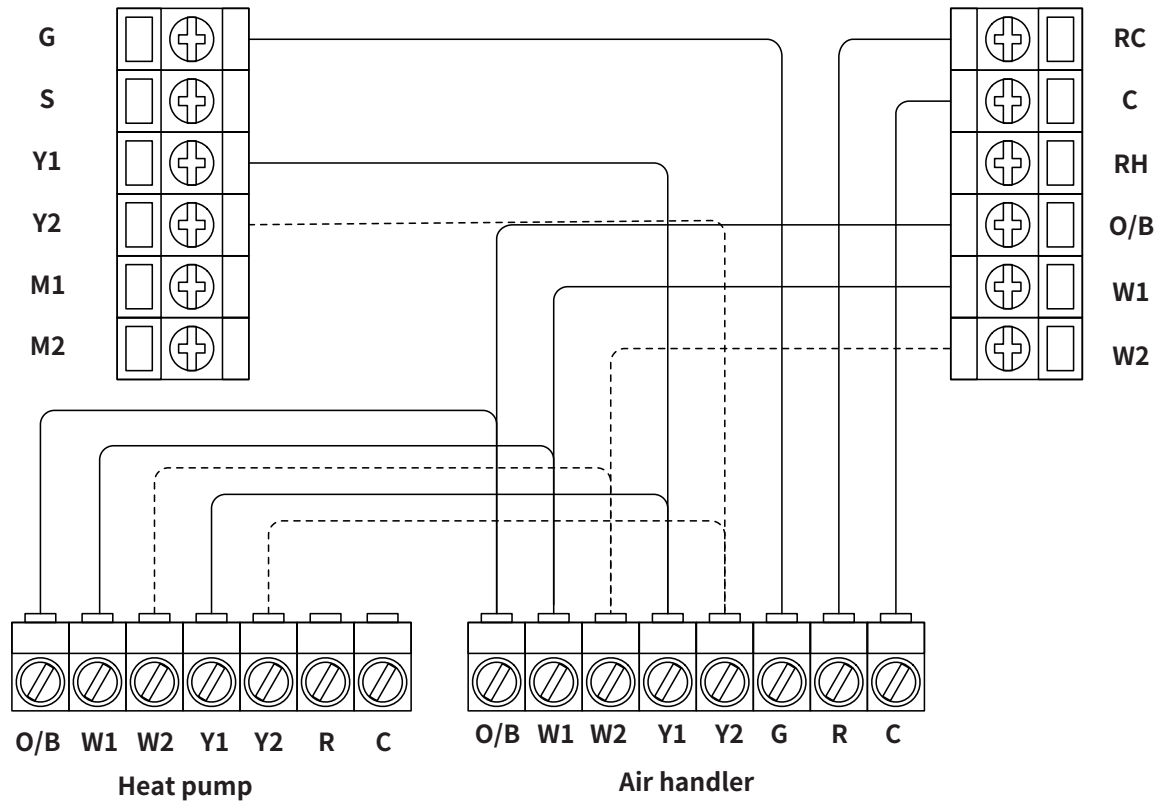 G
S
Y1
Y2
M1
M2
RC
C
RH
O/B
W1
W2
O/B W1 W2 Y1 Y2 R C
Heat pump
O/B W1 W2 Y1 Y2 G R C
Air handler